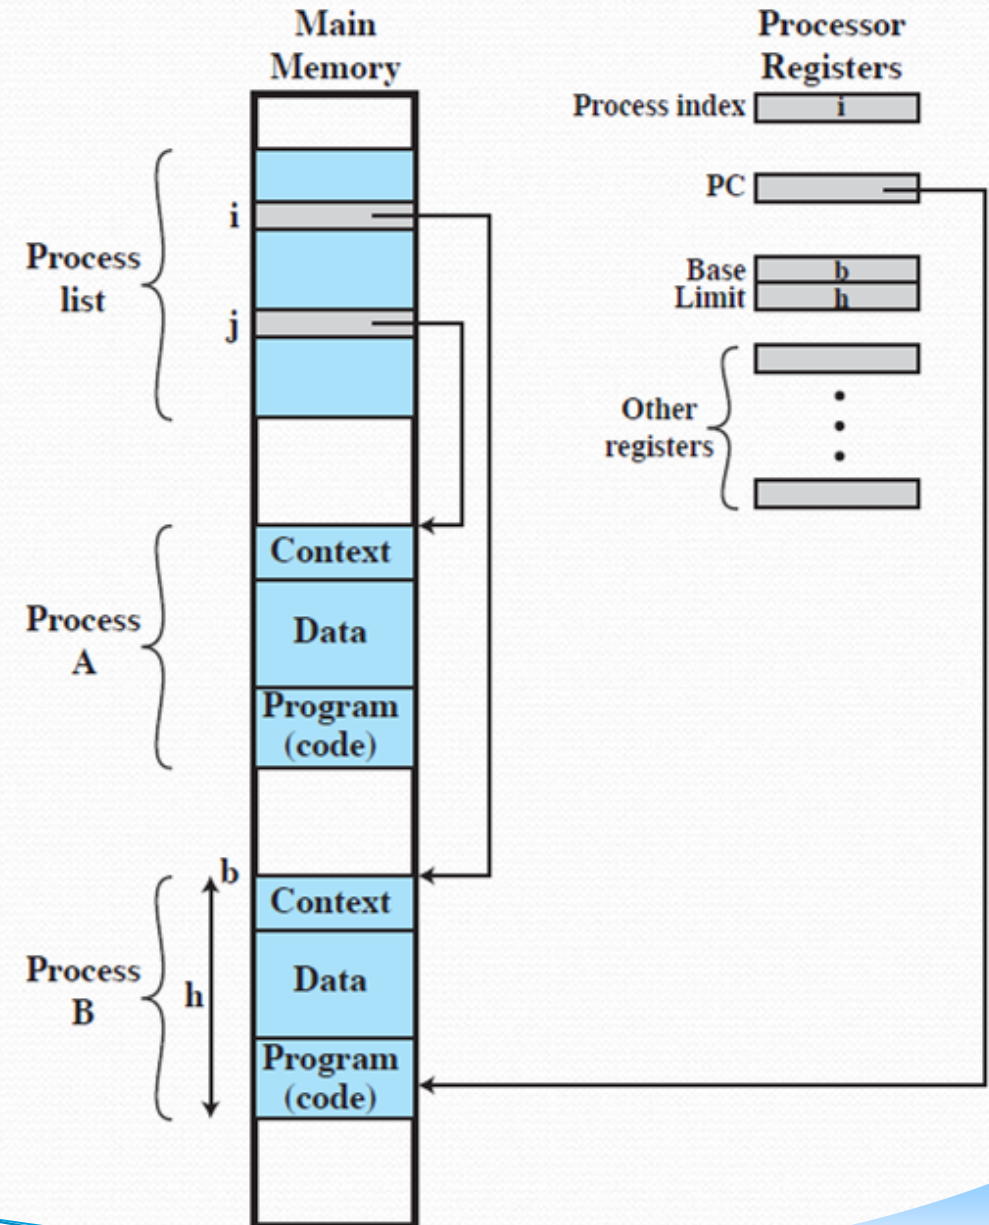 Main
Memory
Processor
Registers
Process index
i
PC
Base
b
Limit
h
Other
registers
Process
list
i
j
Process
A
Context
Data
Program
(code)
b
Process
B
h
Context
Data
Program
(code)